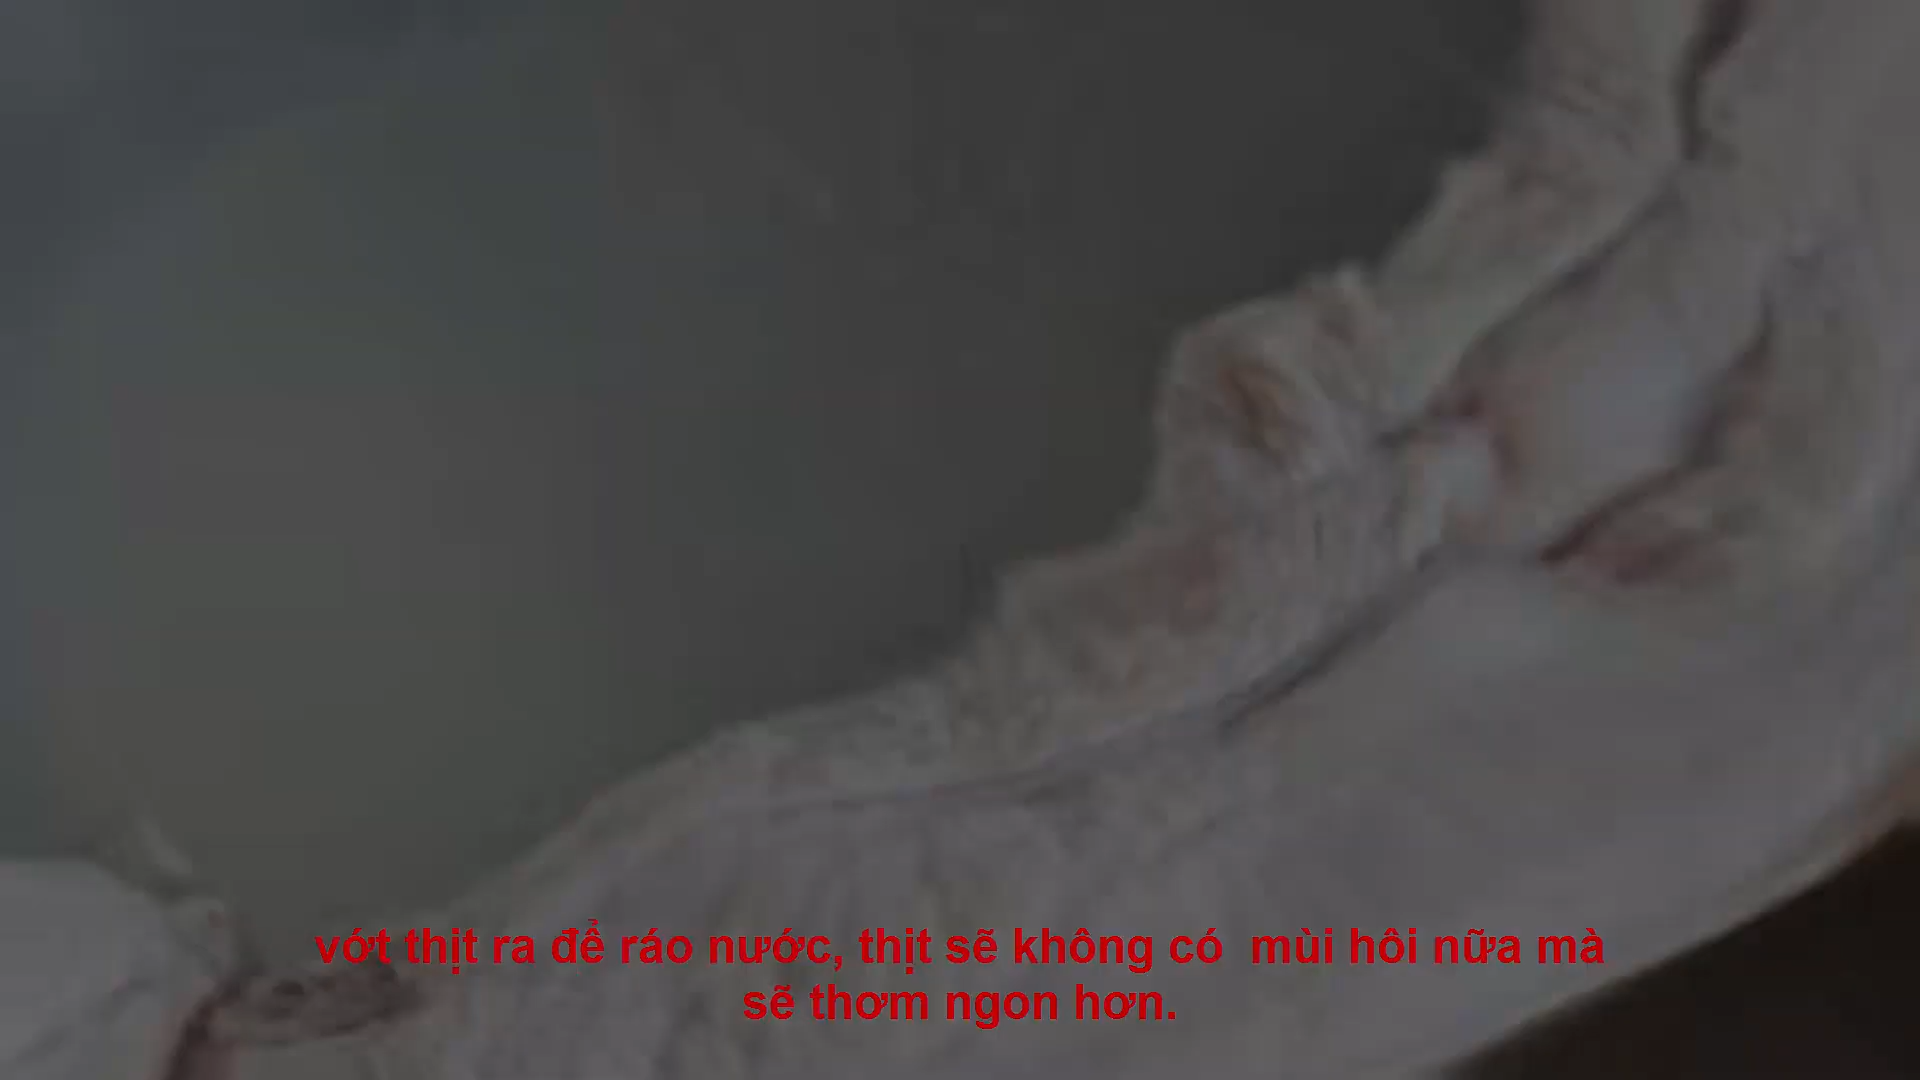 vớt thịt ra để ráo nước, thịt sẽ không có  mùi hôi nữa mà
sẽ thơm ngon hơn.